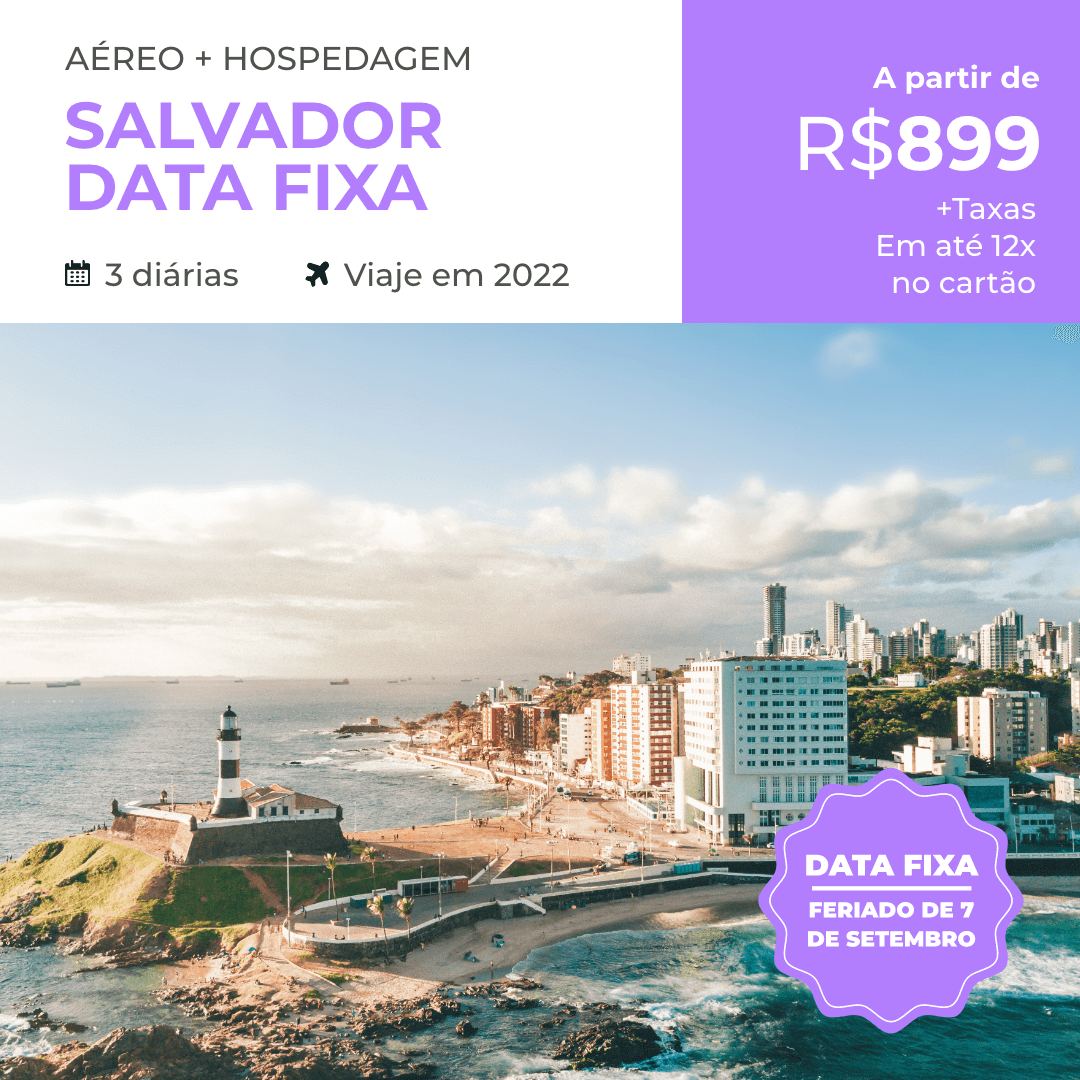 AÉREO + HOSPEDAGEM
SALVADOR
DATA FIXA
3 diárias
Viaje em 2022
A partir de
R$899
+Taxas
Em até 12x
no cartão
DATA FIXA
FERIADO DE 7
DE SETEMBRO